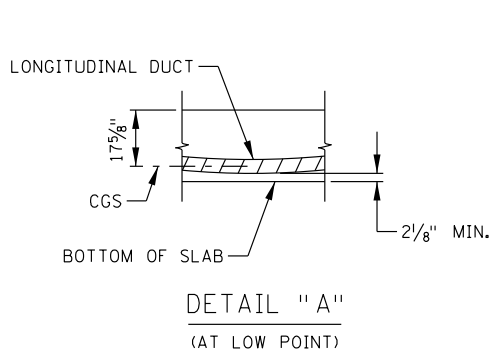 LONGITUDINAL DUCT
17⅝"
CGS
2⅛" MIN.
BOTTOM OF SLAB
DETAIL "A"
(AT LOW POINT)